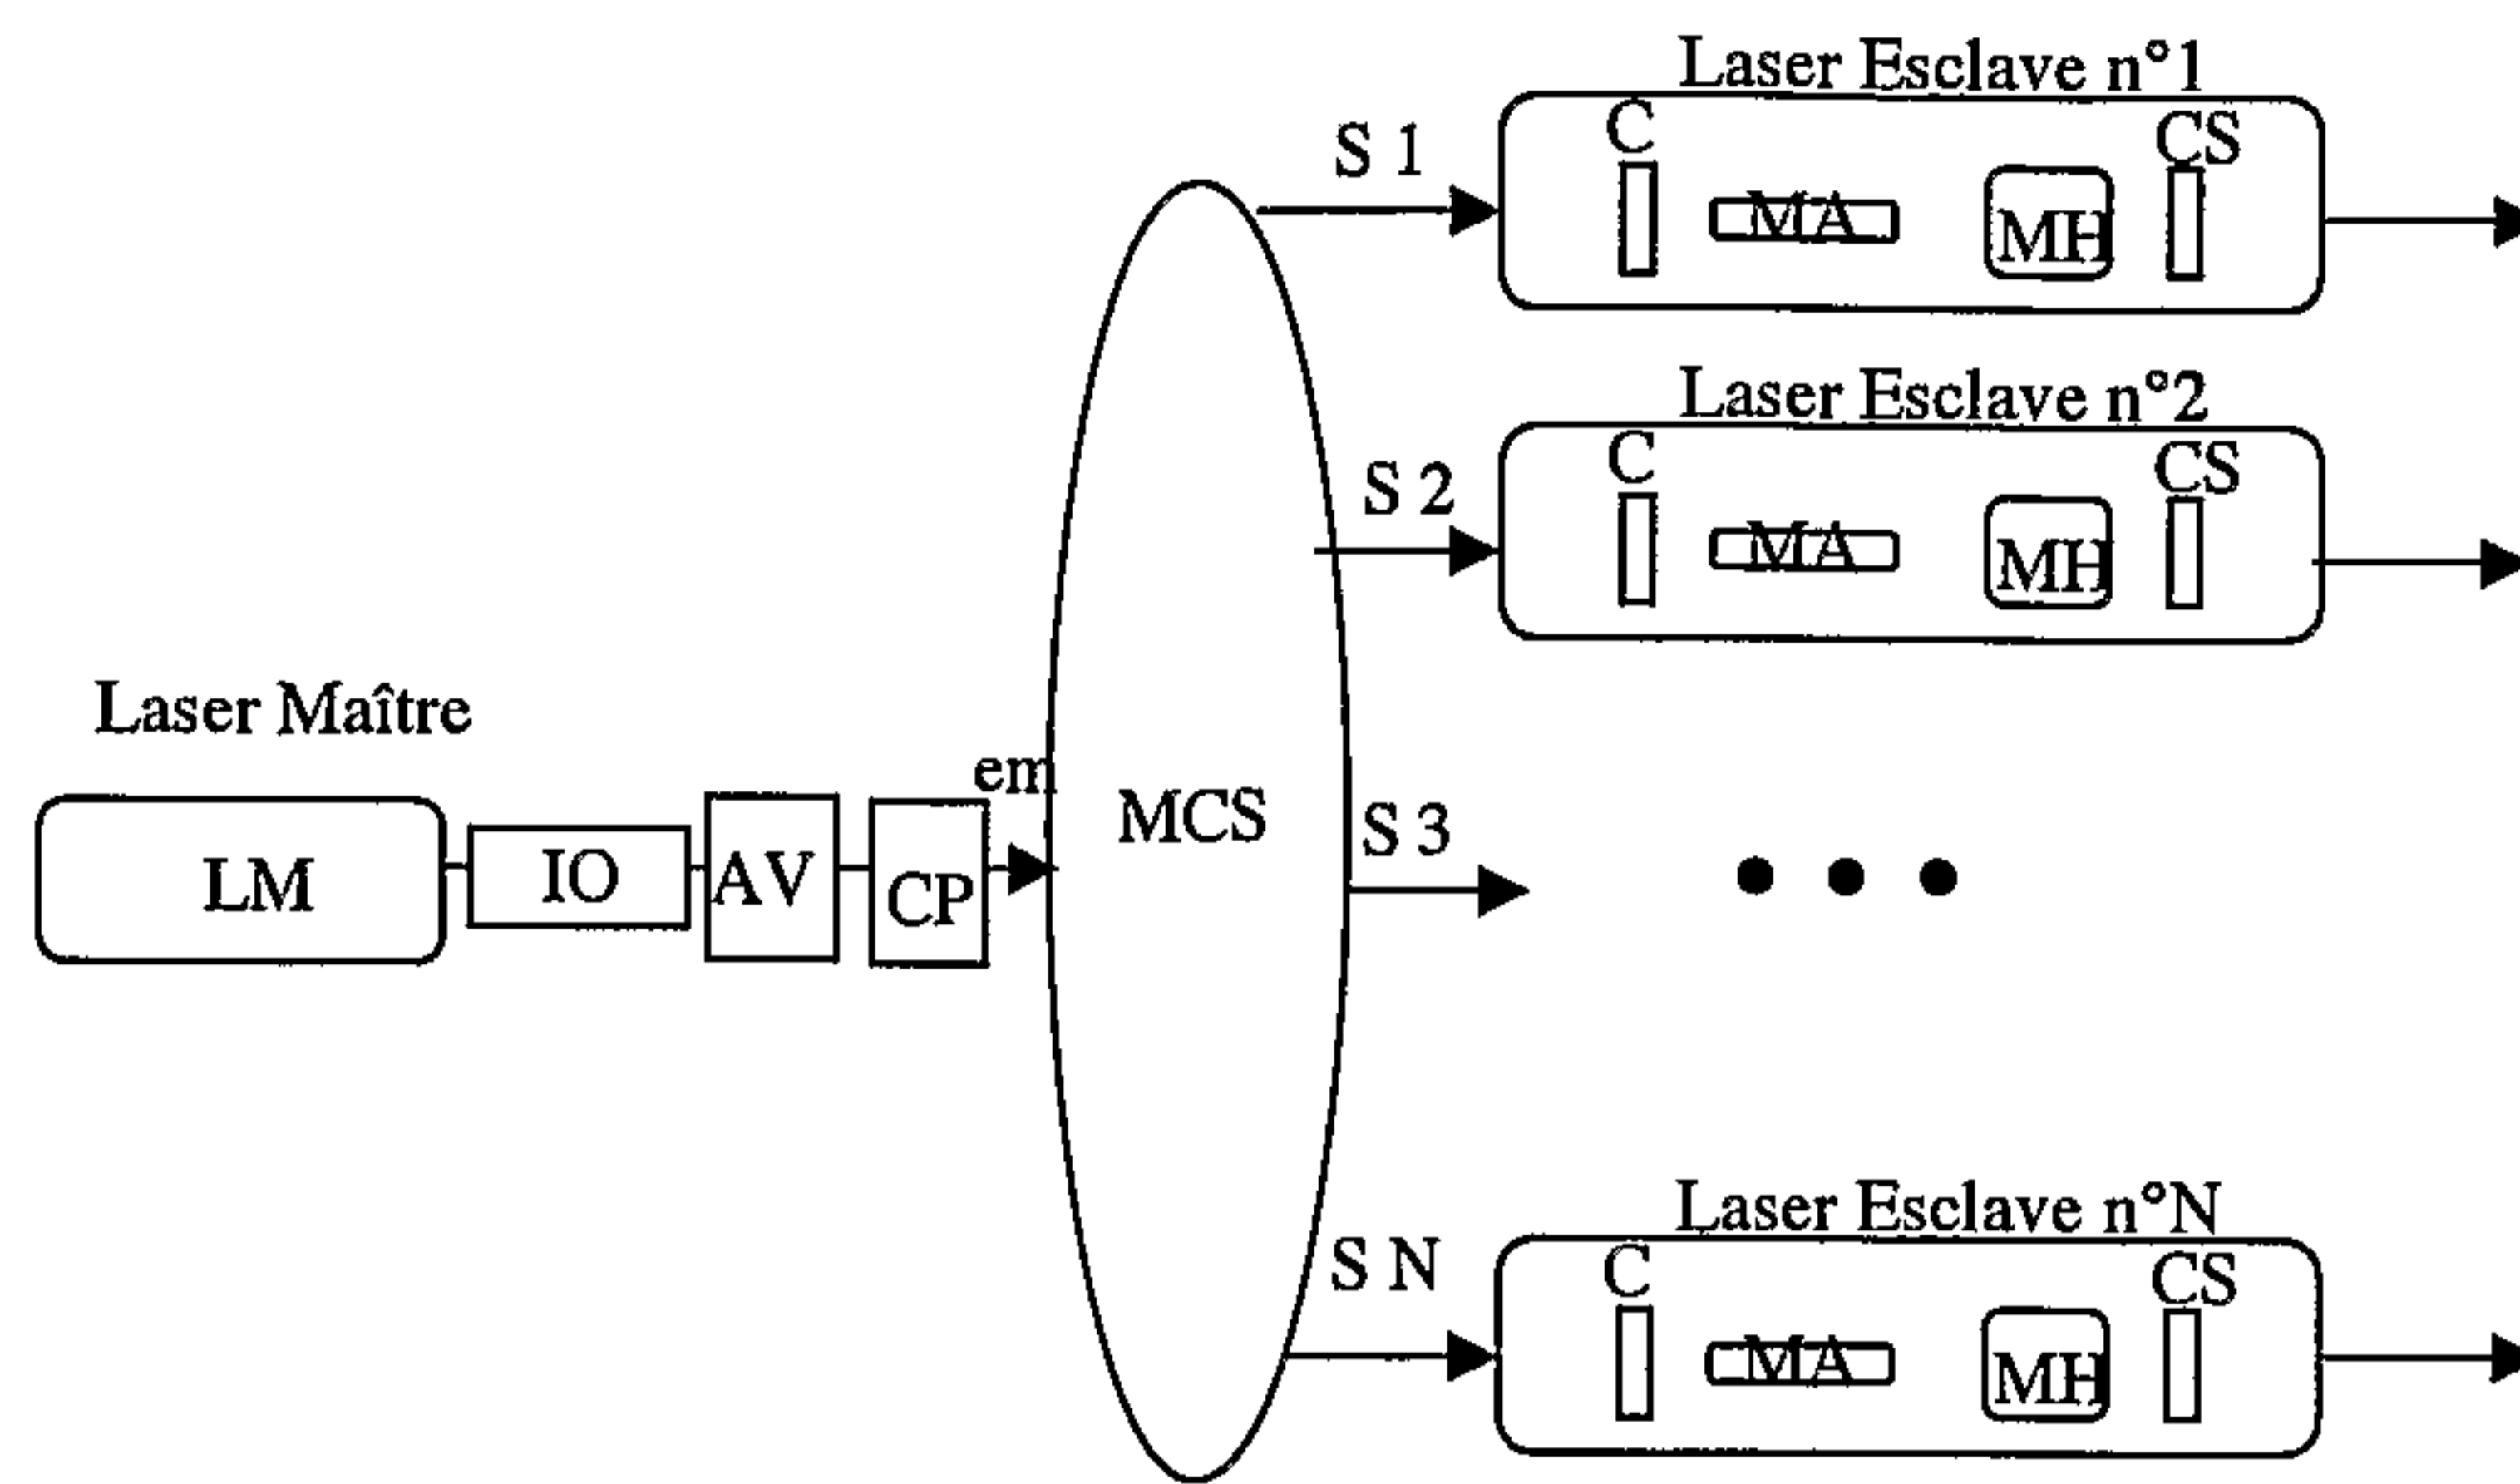 Laser Esclave n°1
C
CS
S 1
MA
MH
Laser Esclave n°2
C
CS
S 2
MA
MH
Laser Maître
em
MCS
S 3
LM
IO
AV
CP
Laser Esclave n°N
S N
C
CS
MA
MH